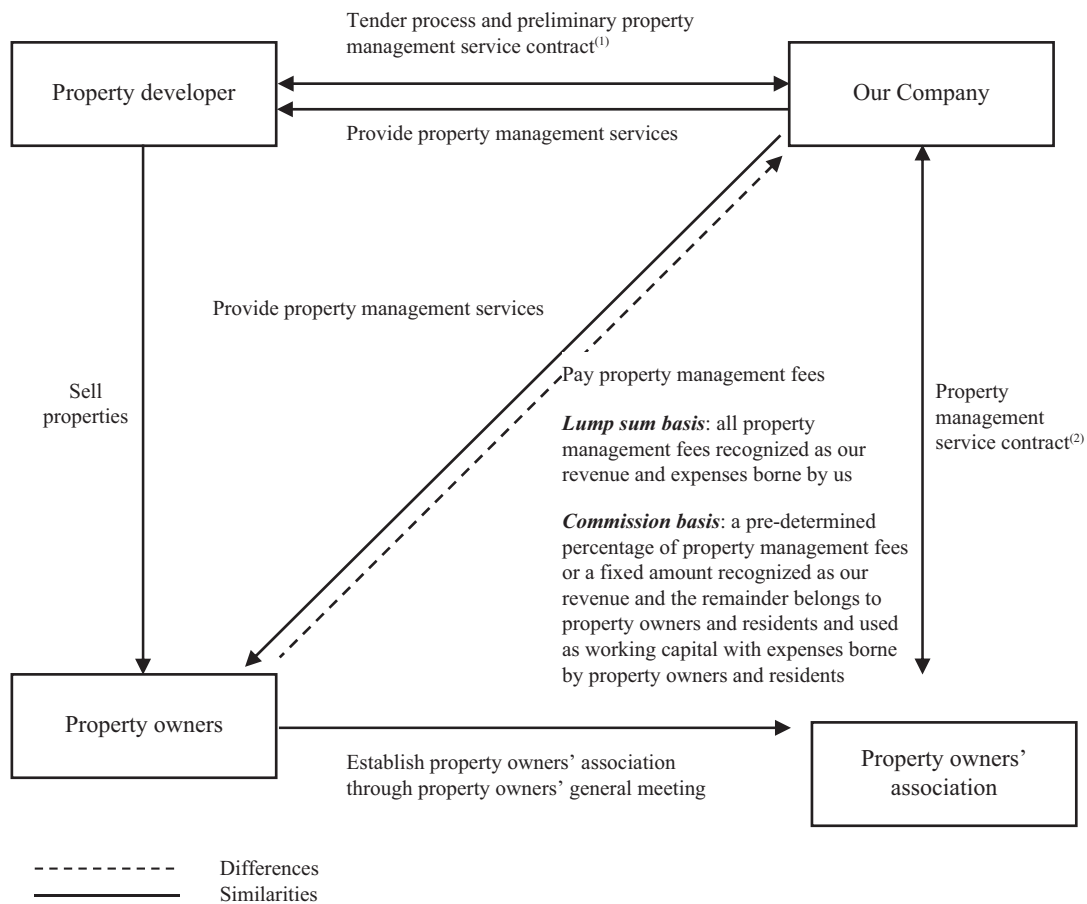 Tender process and preliminary property
management service contract(1)
Property developer
Our Company
Provide property management services
Provide property management services
Sell
properties
Pay property management fees
Lump sum basis: all property
management fees recognized as our
revenue and expenses borne by us
Commission basis: a pre-determined
percentage of property management fees
or a fixed amount recognized as our
revenue and the remainder belongs to
property owners and residents and used
as working capital with expenses borne
by property owners and residents
Property
management
service contract(2)
Property owners
Establish property owners’ association
through property owners’ general meeting
Property owners’
association
Differences
Similarities